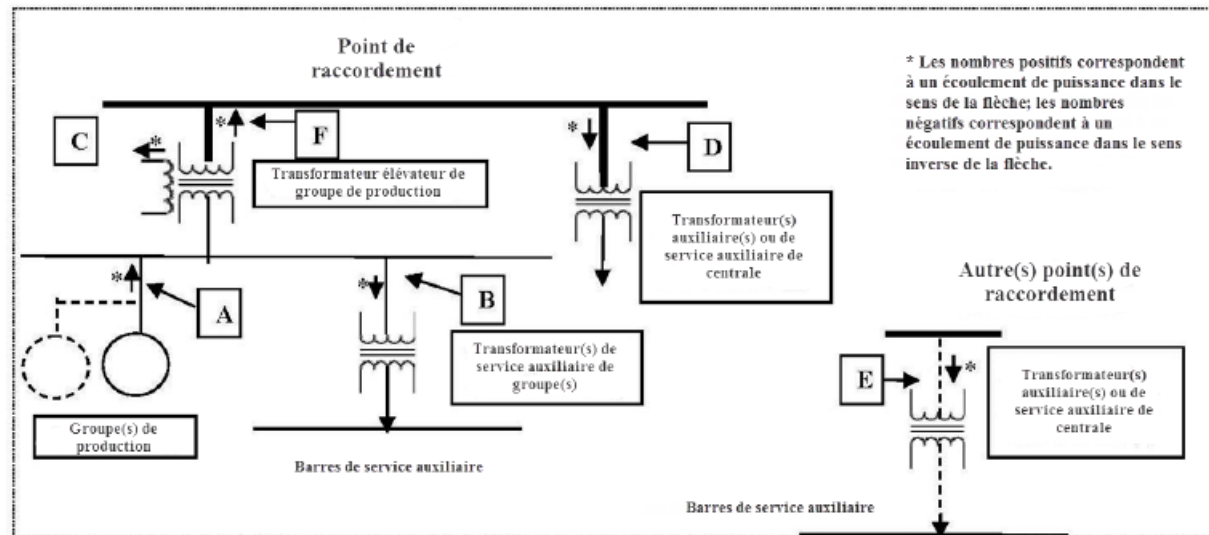 Point de
raccordement
* Les nombres positifs correspondent
à un écoulement de puissance dans le
sens de la flèche; les nombres
négatifs correspondent à un
écoulement de puissance dans le sens
inverse de la flèche.
C
*
*
F
*
D
Transformateur élévateur de
groupe de production
Transformateur(s)
auxiliaire(s) ou de
service auxiliaire de
centrale
Autre(s) point(s) de
raccordement
*
A
*
B
Transformateur(s) de
service auxiliaire de
groupe(s)
E
*
Transformateur(s)
auxiliaire(s) ou de
service auxiliaire de
centrale
Groupe(s) de
production
Barres de service auxiliaire
Barres de service auxiliaire